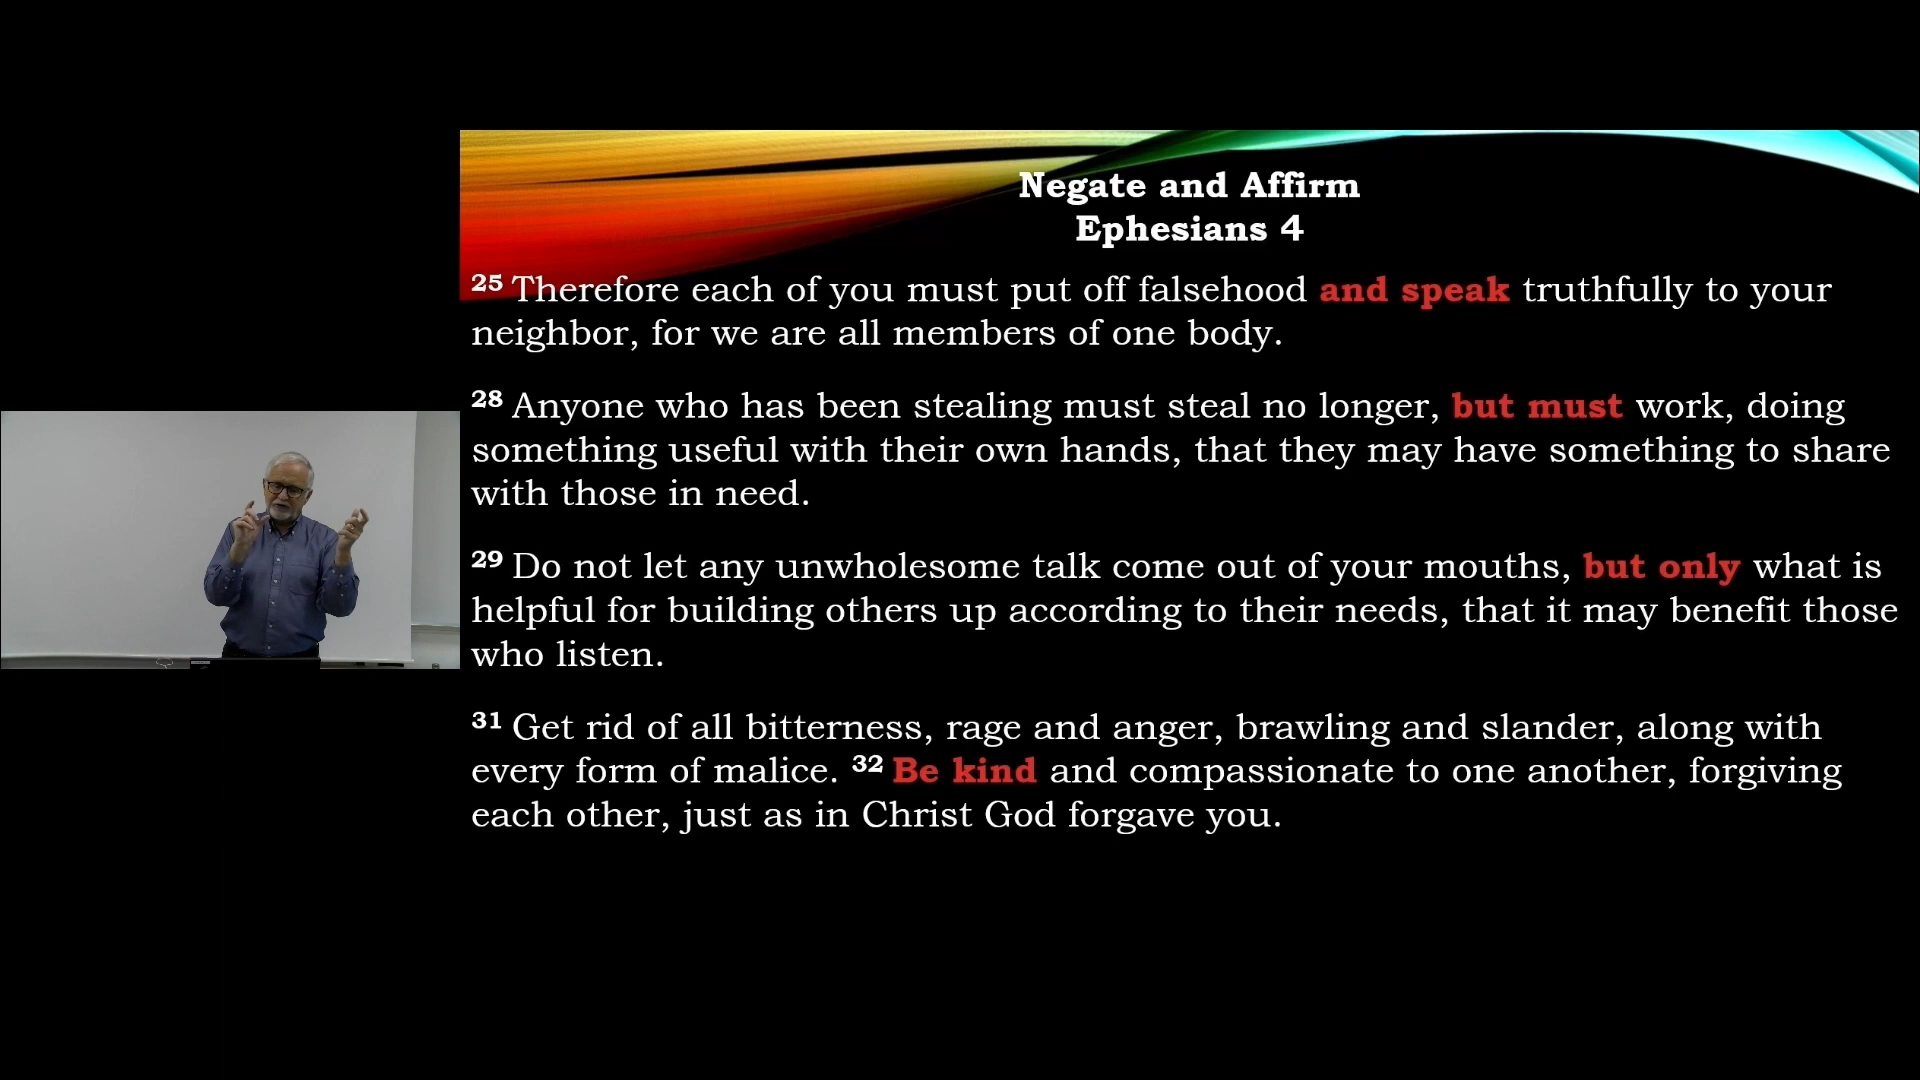 Negate and Affirm
Ephesians 4
25 Therefore each of you must put off falsehood and speak truthfully to your
neighbor, for we are all members of one body.
28 Anyone who has been stealing must steal no longer, but must work, doing
something useful with their own hands, that they may have something to share
with those in need.
29 Do not let any unwholesome talk come out of your mouths, but only what is
helpful for building others up according to their needs, that it may benefit those
who listen.
31 Get rid of all bitterness, rage and anger, brawling and slander, along with
every form of malice. 32 Be kind and compassionate to one another, forgiving
each other, just as in Christ God forgave you.